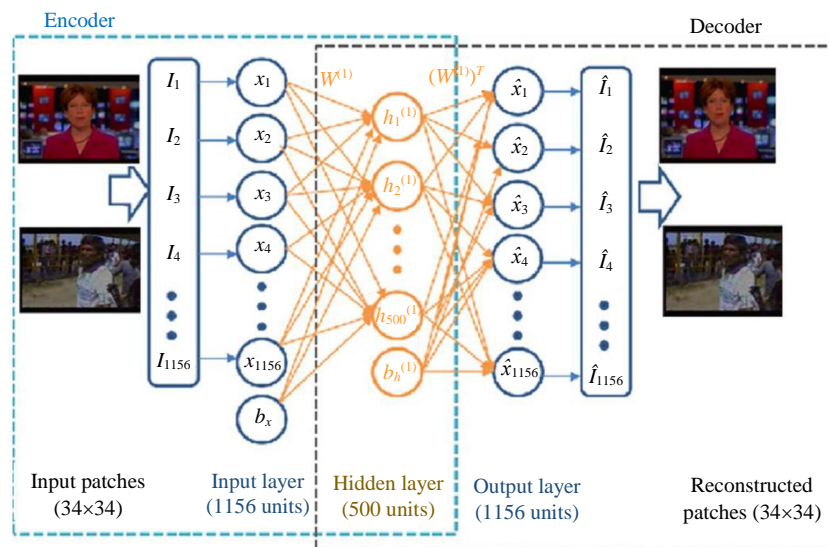 Encoder
Decoder
I₁
I₂
I₃
I₄
I₁₁₅₆
x₁
x₂
x₃
x₄
x₁₁₅₆
bₓ
W⁽¹⁾
h₁⁽¹⁾
h₂⁽¹⁾
h₅₀₀⁽¹⁾
bₕ⁽¹⁾
(W⁽¹⁾)ᵀ
x̂₁
x̂₂
x̂₃
x̂₄
x̂₁₁₅₆
Î₁
Î₂
Î₃
Î₄
Î₁₁₅₆
Input patches
(34×34)
Input layer
(1156 units)
Hidden layer
(500 units)
Output layer
(1156 units)
Reconstructed
patches (34×34)